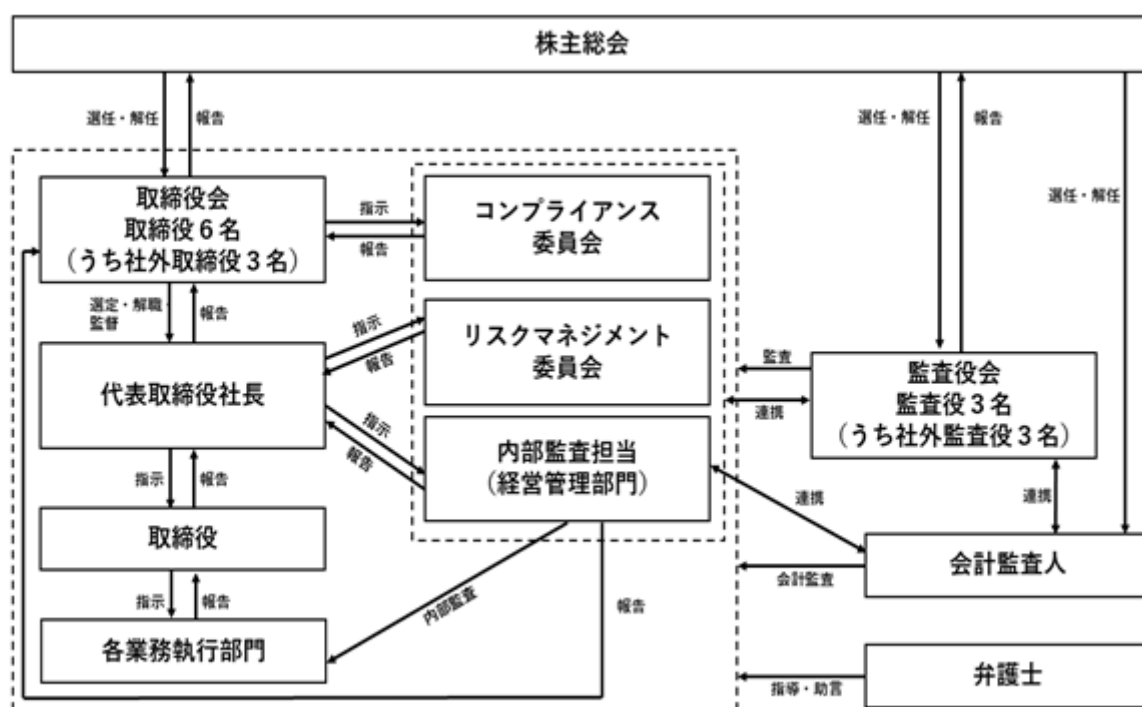 株主総会
選任・解任
報告
選任・解任
報告
選任・解任
取締役会
取締役6名
（うち社外取締役3名）
指示
報告
コンプライアンス
委員会
選定・解職・
監督
報告
代表取締役社長
指示
報告
リスクマネジメント
委員会
監査
連携
監査役会
監査役3名
（うち社外監査役3名）
指示
報告
内部監査担当
（経営管理部門）
指示
報告
連携
連携
取締役
会計監査人
会計監査
指示
報告
内部監査
報告
各業務執行部門
弁護士
指導・助言